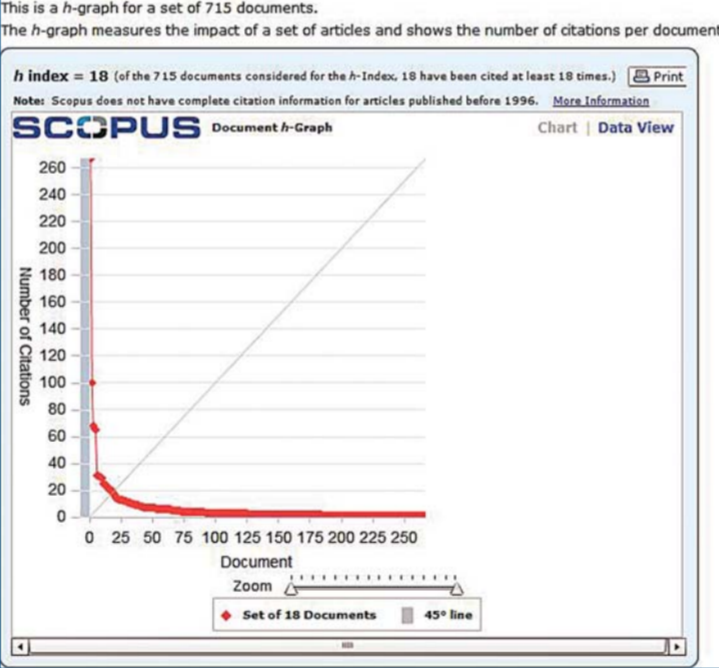 This is a h-graph for a set of 715 documents.
The h-graph measures the impact of a set of articles and shows the number of citations per document
h index = 18 (of the 715 documents considered for the h-Index, 18 have been cited at least 18 times.) Print
Note: Scopus does not have complete citation information for articles published before 1996. More Information
SCOPUS Document h-Graph Chart | Data View
260
240
220
200
180
160
140
120
100
80
60
40
20
0
Number of Citations
0 25 50 75 100 125 150 175 200 225 250
Document
Zoom
Set of 18 Documents 45° line